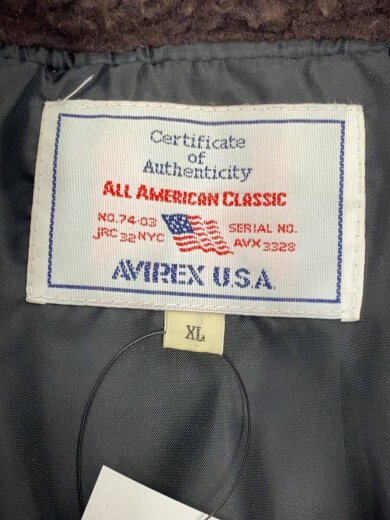 Certificate
of
Authenticity
ALL AMERICAN CLASSIC
NO.74-03
JRC 32 NYC
SERIAL NO.
AVX 3328
AVIREX U.S.A.
XL